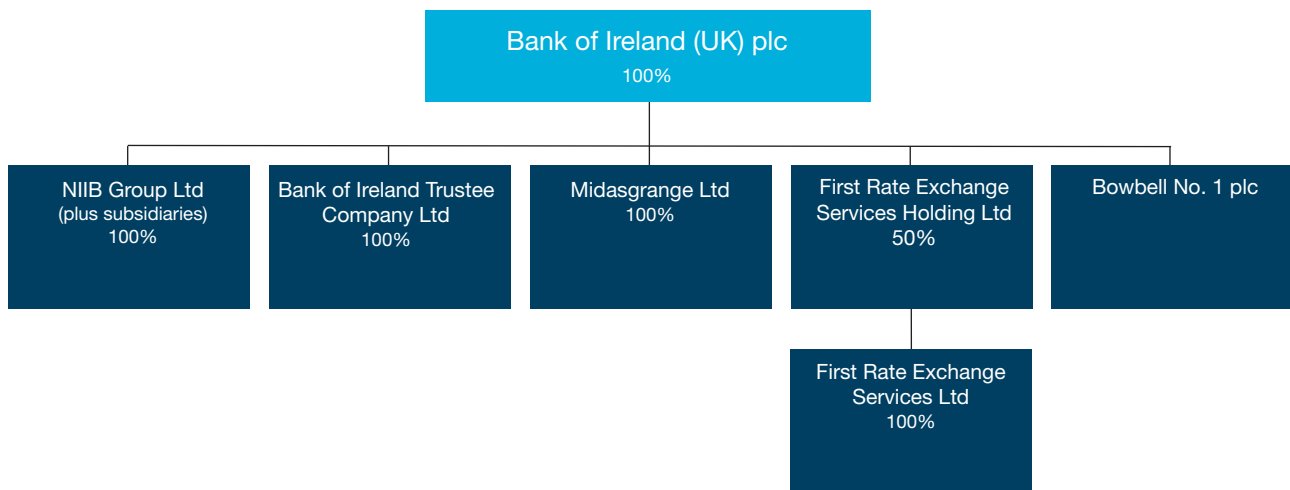 Bank of Ireland (UK) plc
100%
NIIB Group Ltd
(plus subsidiaries)
100%
Bank of Ireland Trustee
Company Ltd
100%
Midasgrange Ltd
100%
First Rate Exchange
Services Holding Ltd
50%
Bowbell No. 1 plc
First Rate Exchange
Services Ltd
100%